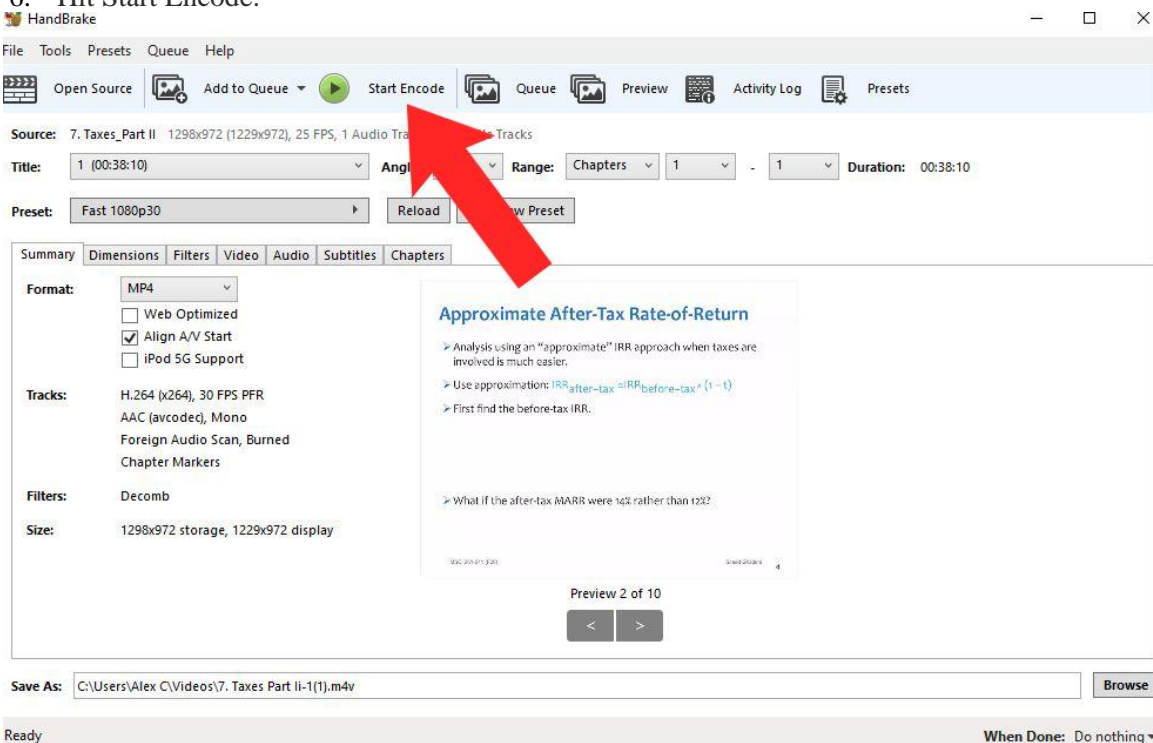 6. Hit Start Encode.
HandBrake
File Tools Presets Queue Help
Open Source Add to Queue Start Encode Queue Preview Activity Log Presets
Source: 7. Taxes_Part II 1298x972 (1229x972), 25 FPS, 1 Audio Tracks
Title: 1 (00:38:10) Range: Chapters 1 - 1 Duration: 00:38:10
Preset: Fast 1080p30 Reload Preset
Summary Dimensions Filters Video Audio Subtitles Chapters
Format: MP4
Web Optimized
Align A/V Start
iPod 5G Support
Tracks: H.264 (x264), 30 FPS PFR
AAC (avcodec), Mono
Foreign Audio Scan, Burned
Chapter Markers
Filters: Decomb
Size: 1298x972 storage, 1229x972 display
Approximate After-Tax Rate-of-Return
Analysis using an "approximate" IRR approach when taxes are
involved is much easier.
Use approximation: IRRafter-tax =IRRbefore-tax × (1 - t)
First find the before-tax IRR.
What if the after-tax MARR were 14% rather than 12%?
4
Preview 2 of 10
< >
Save As: C:\Users\Alex C\Videos\7. Taxes Part Ii-1(1).m4v Browse
Ready When Done: Do nothing